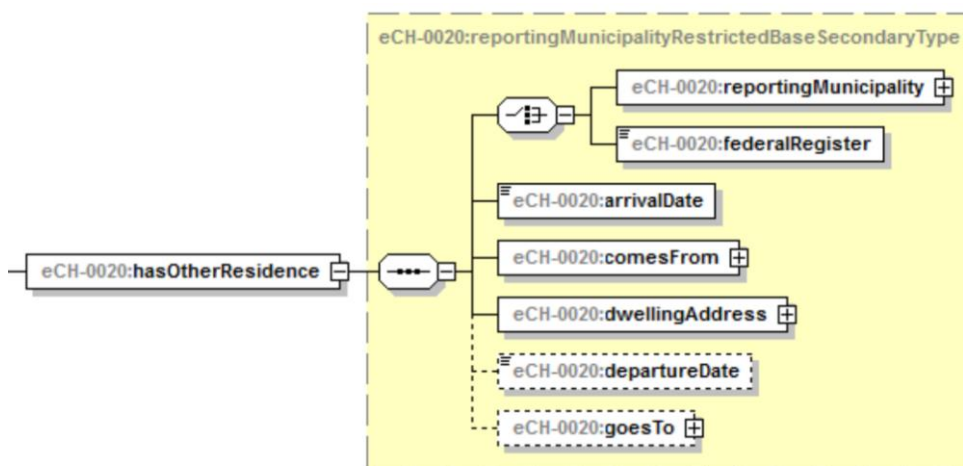 eCH-0020:reportingMunicipalityRestrictedBaseSecondaryType
eCH-0020:reportingMunicipality
eCH-0020:federalRegister
eCH-0020:arrivalDate
eCH-0020:hasOtherResidence
eCH-0020:comesFrom
eCH-0020:dwellingAddress
eCH-0020:departureDate
eCH-0020:goesTo